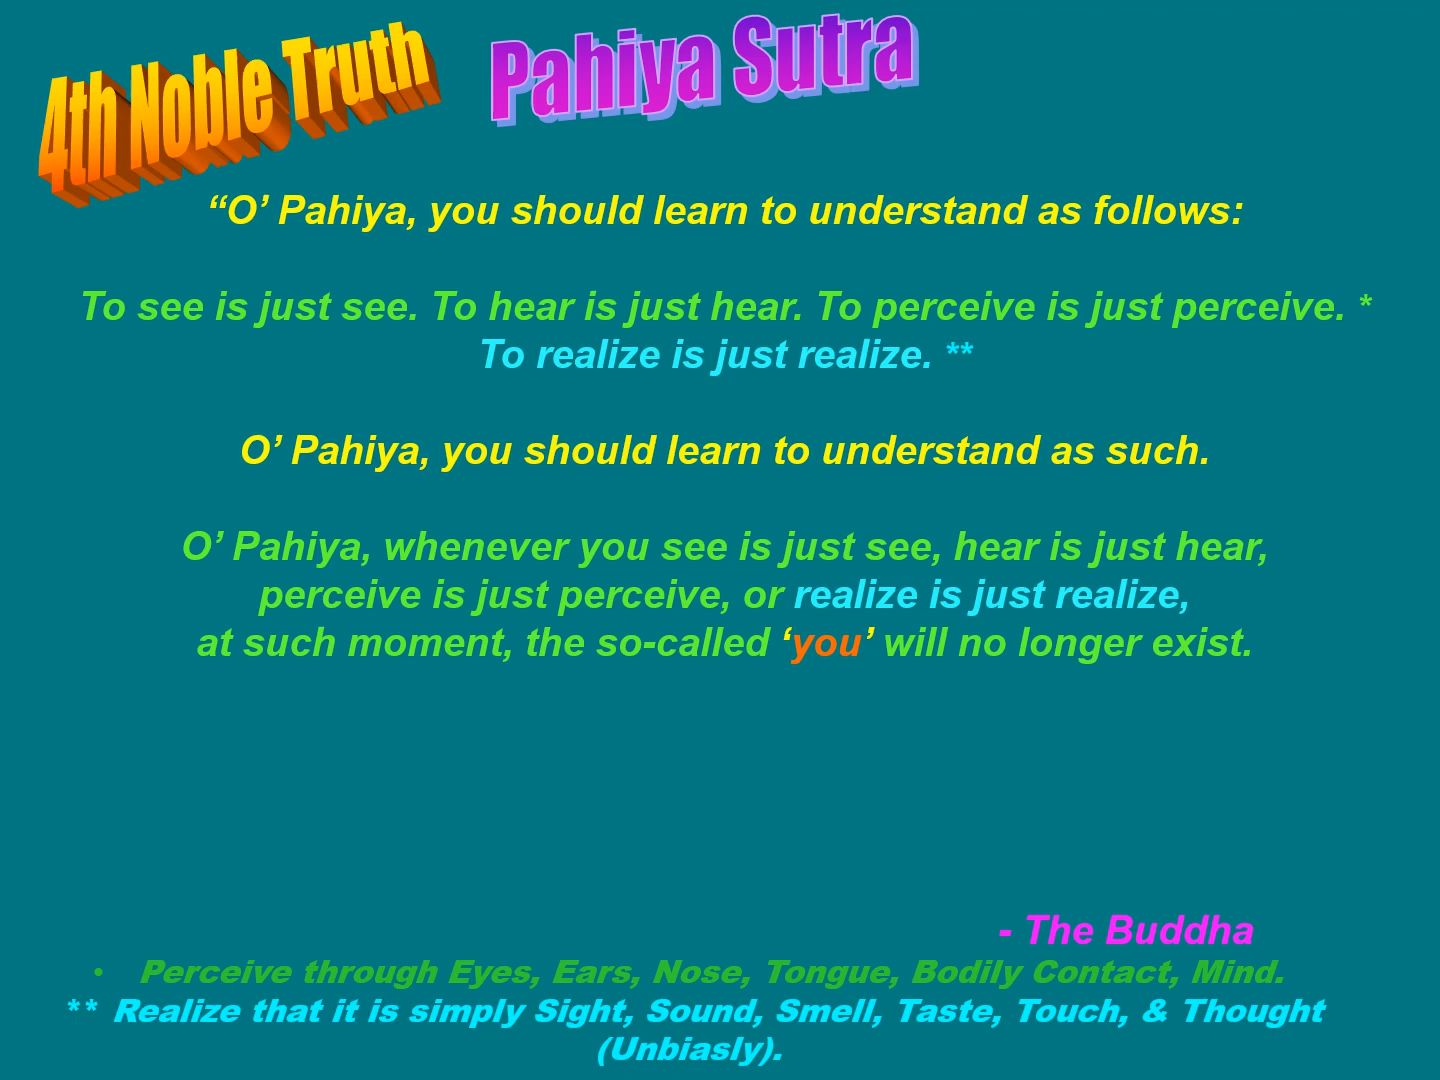 4th Noble Truth
Pahiya Sutra
“O’ Pahiya, you should learn to understand as follows:
To see is just see. To hear is just hear. To perceive is just perceive. *
To realize is just realize. **
O’ Pahiya, you should learn to understand as such.
O’ Pahiya, whenever you see is just see, hear is just hear,
perceive is just perceive, or realize is just realize,
at such moment, the so-called ‘you’ will no longer exist.
- The Buddha
• Perceive through Eyes, Ears, Nose, Tongue, Bodily Contact, Mind.
** Realize that it is simply Sight, Sound, Smell, Taste, Touch, & Thought
(Unbiasly).